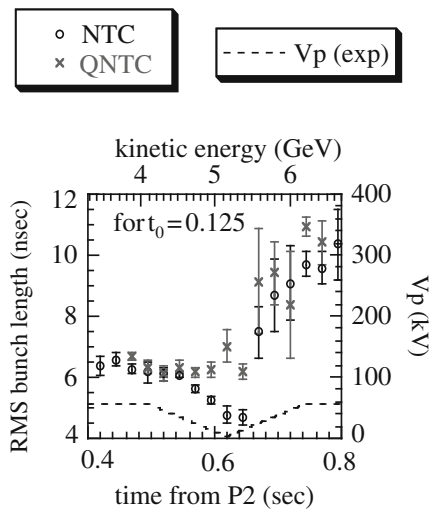 NTC
QNTC
Vp (exp)
kinetic energy (GeV)
4 5 6
12 400
for t₀ = 0.125
10 300
8 200
6 100
4 0
RMS bunch length (nsec)
Vp (kV)
0.4 0.6 0.8
time from P2 (sec)